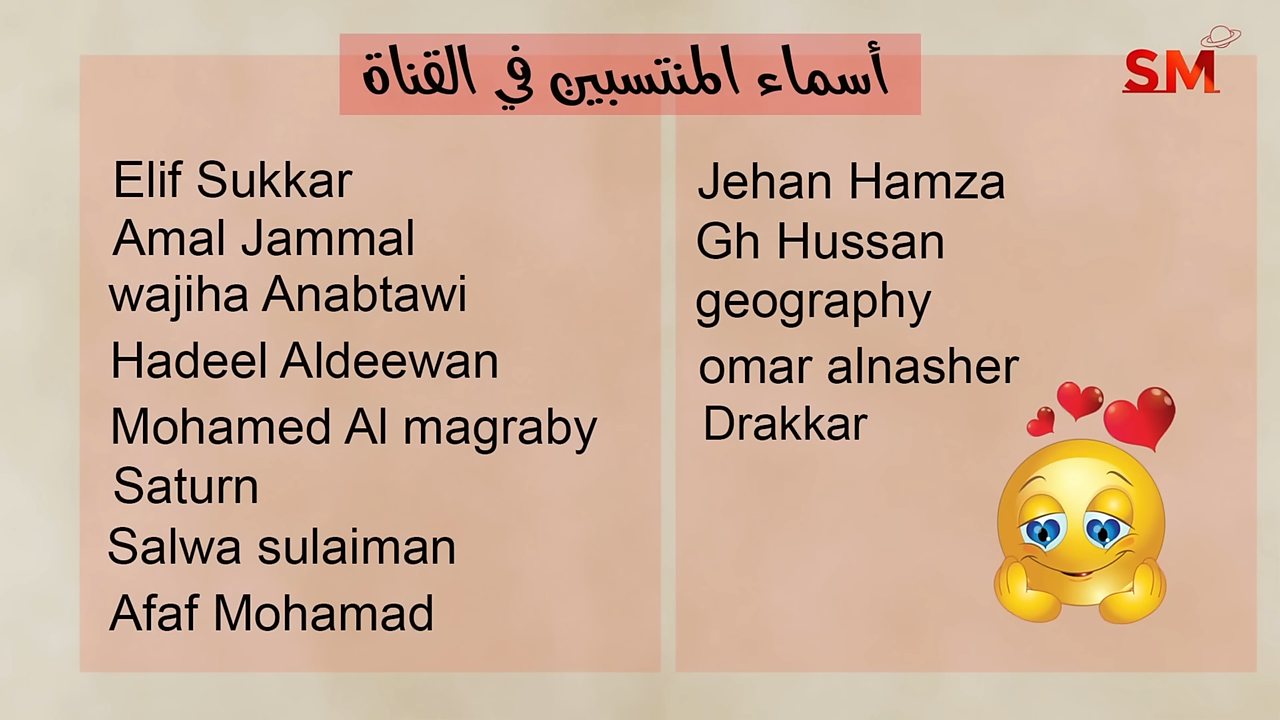 أسماء المنتسبين في القناة
SM
Elif Sukkar
Amal Jammal
wajiha Anabtawi
Hadeel Aldeewan
Mohamed Al magraby
Saturn
Salwa sulaiman
Afaf Mohamad
Jehan Hamza
Gh Hussan
geography
omar alnasher
Drakkar